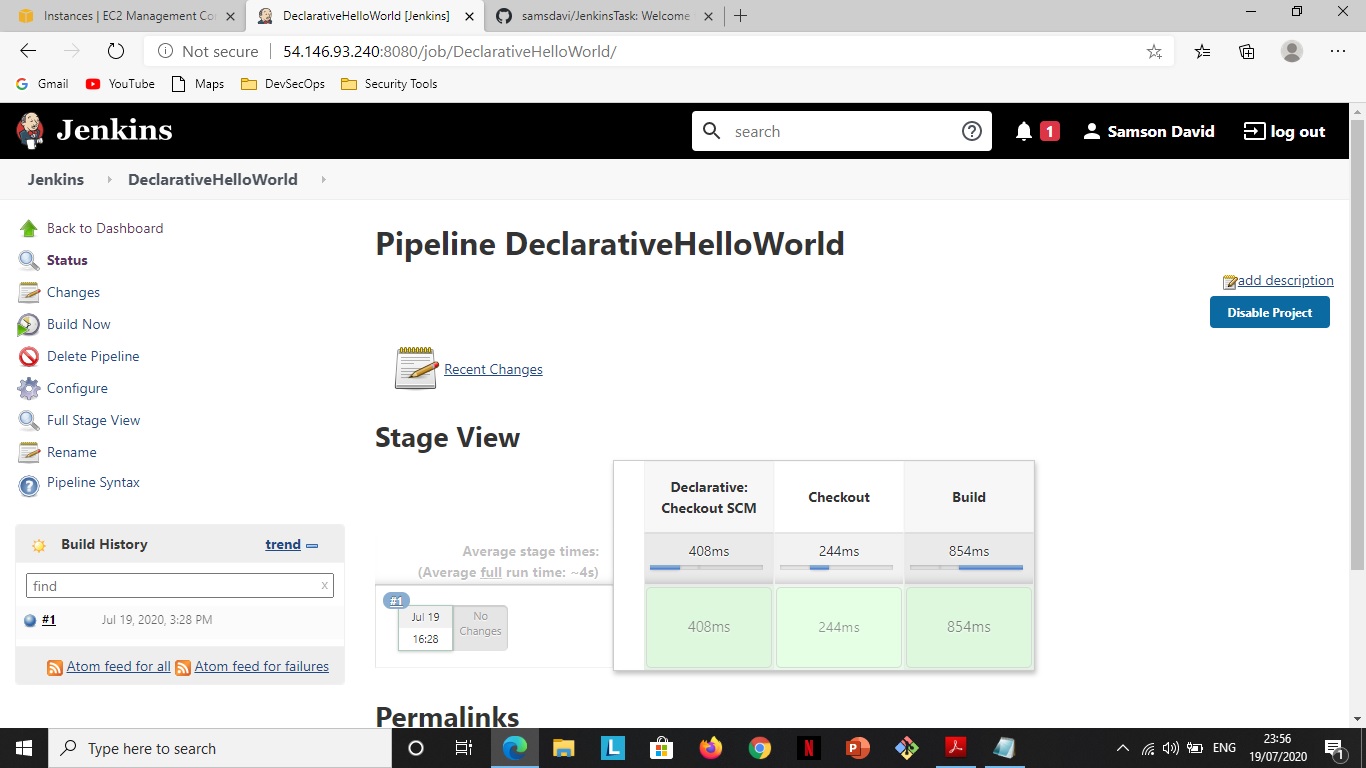 Instances | EC2 Management Co
DeclarativeHelloWorld [Jenkins]
samsdavi/JenkinsTask: Welcome
Not secure
54.146.93.240:8080/job/DeclarativeHelloWorld/
Gmail
YouTube
Maps
DevSecOps
Security Tools
Jenkins
search
1
Samson David
log out
Jenkins
DeclarativeHelloWorld
Back to Dashboard
Status
Changes
Build Now
Delete Pipeline
Configure
Full Stage View
Rename
Pipeline Syntax
Build History
trend
find
x
#1
Jul 19, 2020, 3:28 PM
Atom feed for all
Atom feed for failures
Pipeline DeclarativeHelloWorld
add description
Disable Project
Recent Changes
Stage View
Declarative:
Checkout SCM
Checkout
Build
Average stage times:
(Average full run time: ~4s)
408ms
244ms
854ms
#1
Jul 19
16:28
No
Changes
408ms
244ms
854ms
Permalinks
Type here to search
ENG
23:56
19/07/2020
1